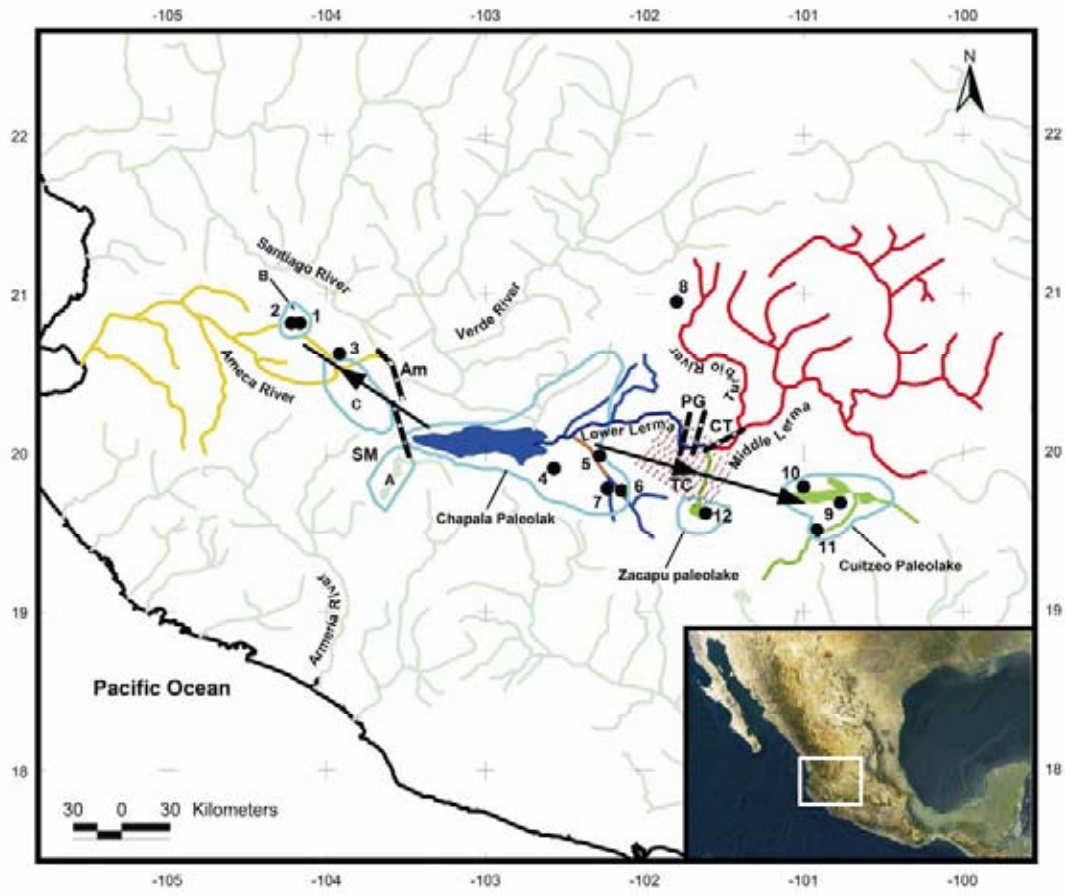 -105 -104 -103 -102 -101 -100
N
22 22
Santiago River
B
21 21
2 1
8
Verde River
3
Am
Turbio River
Ameca River
PG
C
CT
Lower Lerma
Middle Lerma
20 20
SM
5
4
TC
10
A
7 6
9
12
Chapala Paleolak
11
Zacapu paleolake
Cuitzeo Paleolake
19 19
Armeria River
Pacific Ocean
18 18
30 0 30 Kilometers
-105 -104 -103 -102 -101 -100